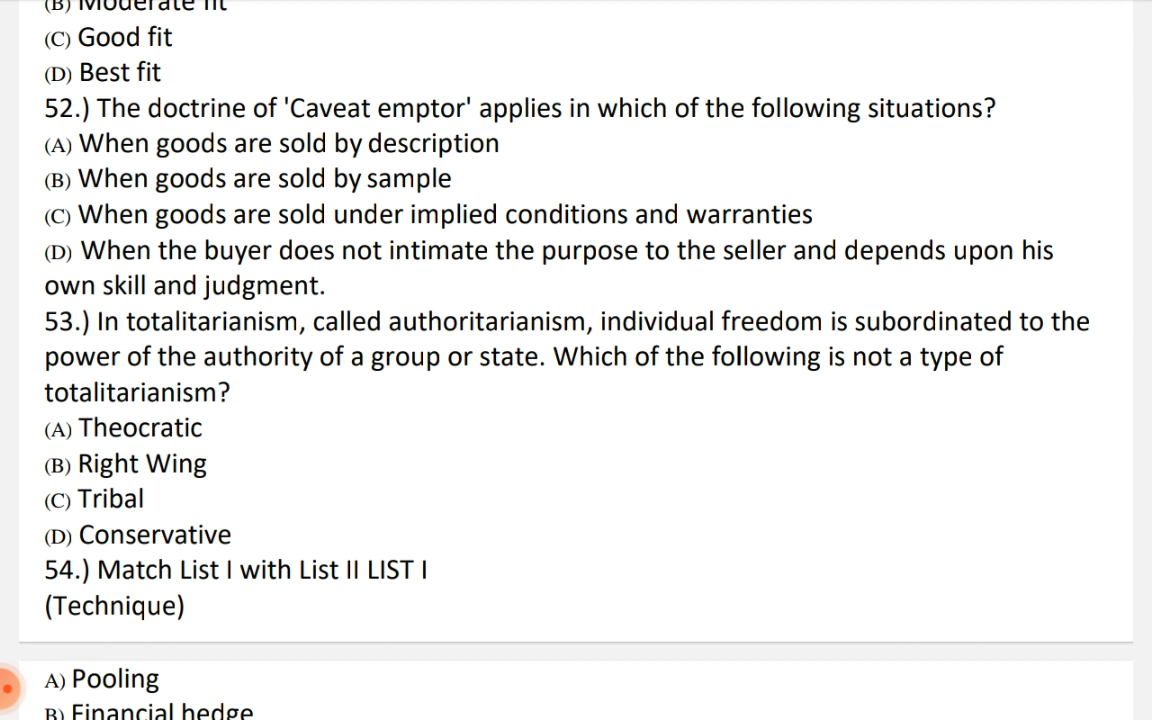 (B) Moderate fit
(C) Good fit
(D) Best fit
52.) The doctrine of 'Caveat emptor' applies in which of the following situations?
(A) When goods are sold by description
(B) When goods are sold by sample
(C) When goods are sold under implied conditions and warranties
(D) When the buyer does not intimate the purpose to the seller and depends upon his
own skill and judgment.
53.) In totalitarianism, called authoritarianism, individual freedom is subordinated to the
power of the authority of a group or state. Which of the following is not a type of
totalitarianism?
(A) Theocratic
(B) Right Wing
(C) Tribal
(D) Conservative
54.) Match List I with List II LIST I
(Technique)
A) Pooling
B) Financial hedge